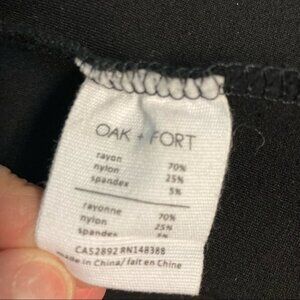 OAK + FORT
rayon 70%
nylon 25%
spandex 5%
rayonne 70%
nylon 25%
spandex 5%
CA52892 RN148388
made in China/ fait en Chine